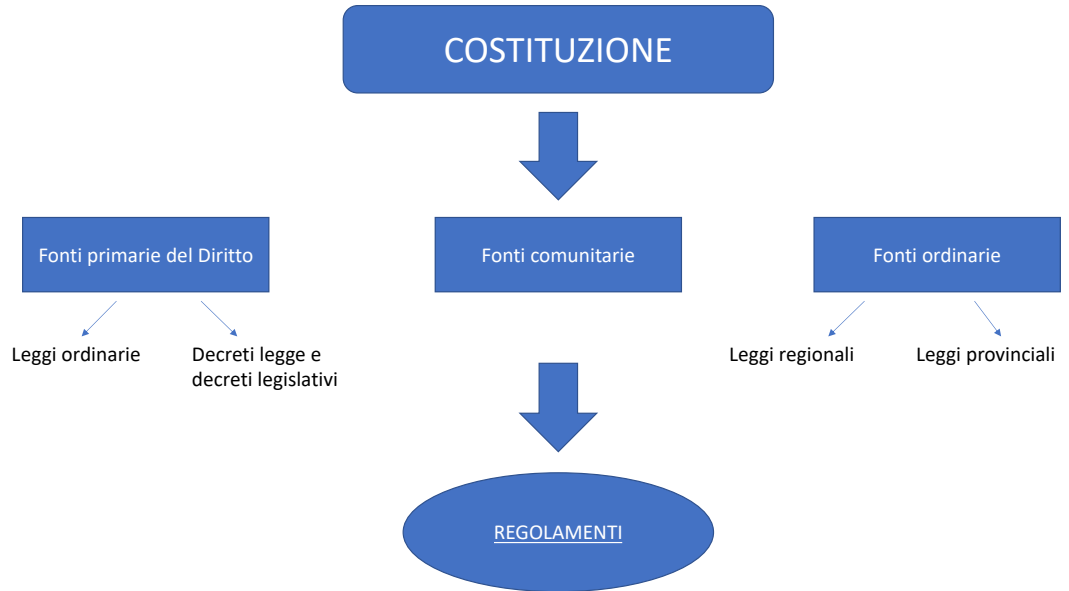 COSTITUZIONE
Fonti primarie del Diritto
Fonti comunitarie
Fonti ordinarie
Leggi ordinarie
Decreti legge e
decreti legislativi
Leggi regionali
Leggi provinciali
REGOLAMENTI